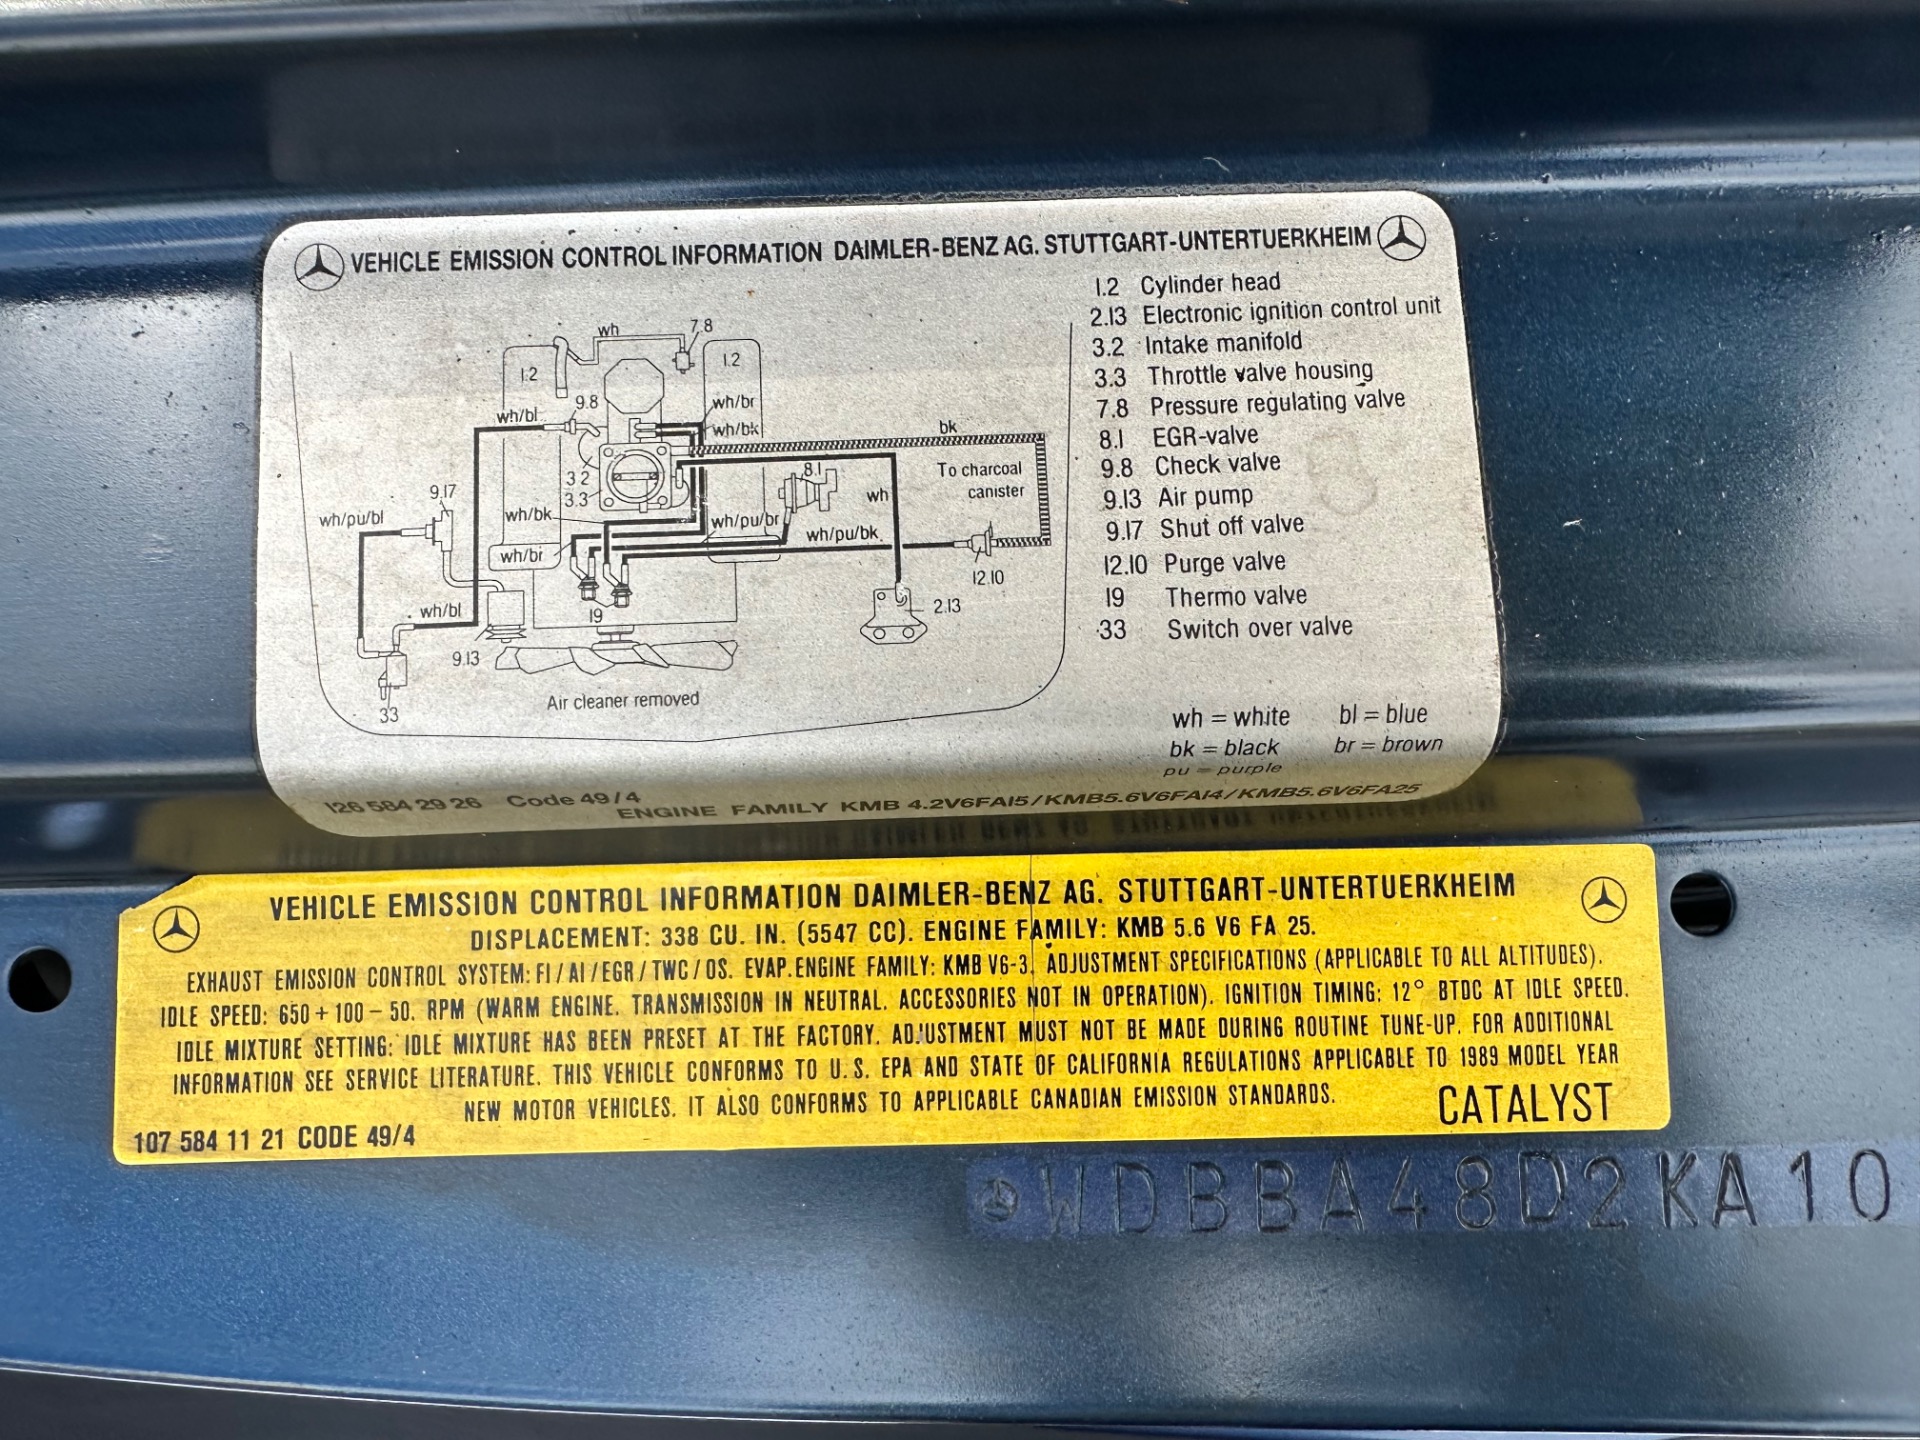 VEHICLE EMISSION CONTROL INFORMATION DAIMLER-BENZ AG. STUTTGART-UNTERTUERKHEIM
1.2 Cylinder head
2.13 Electronic ignition control unit
3.2 Intake manifold
3.3 Throttle valve housing
7.8 Pressure regulating valve
8.1 EGR-valve
9.8 Check valve
9.13 Air pump
9.17 Shut off valve
12.10 Purge valve
19 Thermo valve
33 Switch over valve
wh
7.8
1.2
1.2
wh/bl
9.8
wh/br
wh/bk
bk
3.2
3.3
8.1
wh
To charcoal
canister
9.17
wh/pu/bl
wh/bk
wh/pu/br
wh/pu/bk
wh/br
12.10
wh/bl
19
2.13
9.13
33
Air cleaner removed
wh = white bl = blue
bk = black br = brown
pu = purple
126 584 29 26 Code 49/4
ENGINE FAMILY KMB 4.2V6FA15/KMB5.6V6FA14/KMB5.6V6FA25
VEHICLE EMISSION CONTROL INFORMATION DAIMLER-BENZ AG. STUTTGART-UNTERTUERKHEIM
DISPLACEMENT: 338 CU. IN. (5547 CC). ENGINE FAMILY: KMB 5.6 V6 FA 25.
EXHAUST EMISSION CONTROL SYSTEM: FI/AI/EGR/TWC/OS. EVAP.ENGINE FAMILY: KMB V6-3. ADJUSTMENT SPECIFICATIONS (APPLICABLE TO ALL ALTITUDES).
IDLE SPEED: 650 + 100 - 50. RPM (WARM ENGINE. TRANSMISSION IN NEUTRAL. ACCESSORIES NOT IN OPERATION). IGNITION TIMING: 12° BTDC AT IDLE SPEED.
IDLE MIXTURE SETTING: IDLE MIXTURE HAS BEEN PRESET AT THE FACTORY. ADJUSTMENT MUST NOT BE MADE DURING ROUTINE TUNE-UP. FOR ADDITIONAL
INFORMATION SEE SERVICE LITERATURE. THIS VEHICLE CONFORMS TO U.S. EPA AND STATE OF CALIFORNIA REGULATIONS APPLICABLE TO 1989 MODEL YEAR
NEW MOTOR VEHICLES. IT ALSO CONFORMS TO APPLICABLE CANADIAN EMISSION STANDARDS. CATALYST
107 584 11 21 CODE 49/4
WDBBA48D2KA10